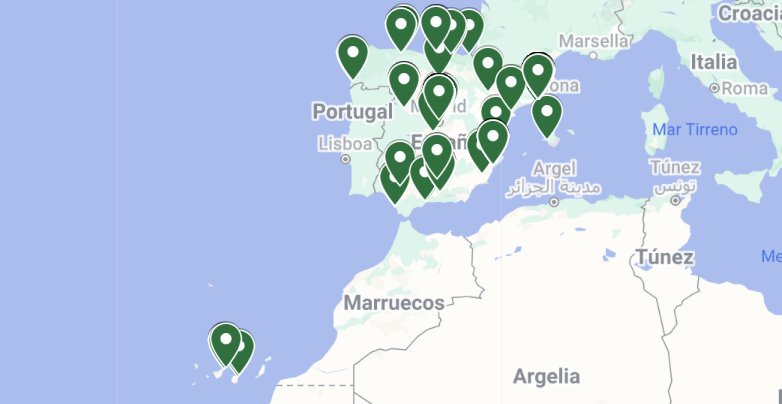 Croacia
Marsella
Italia
Roma
Portugal
Lisboa
Mar Tirreno
Argel
مدينة الجزائر
Túnez
تونس
Túnez
Marruecos
Argelia